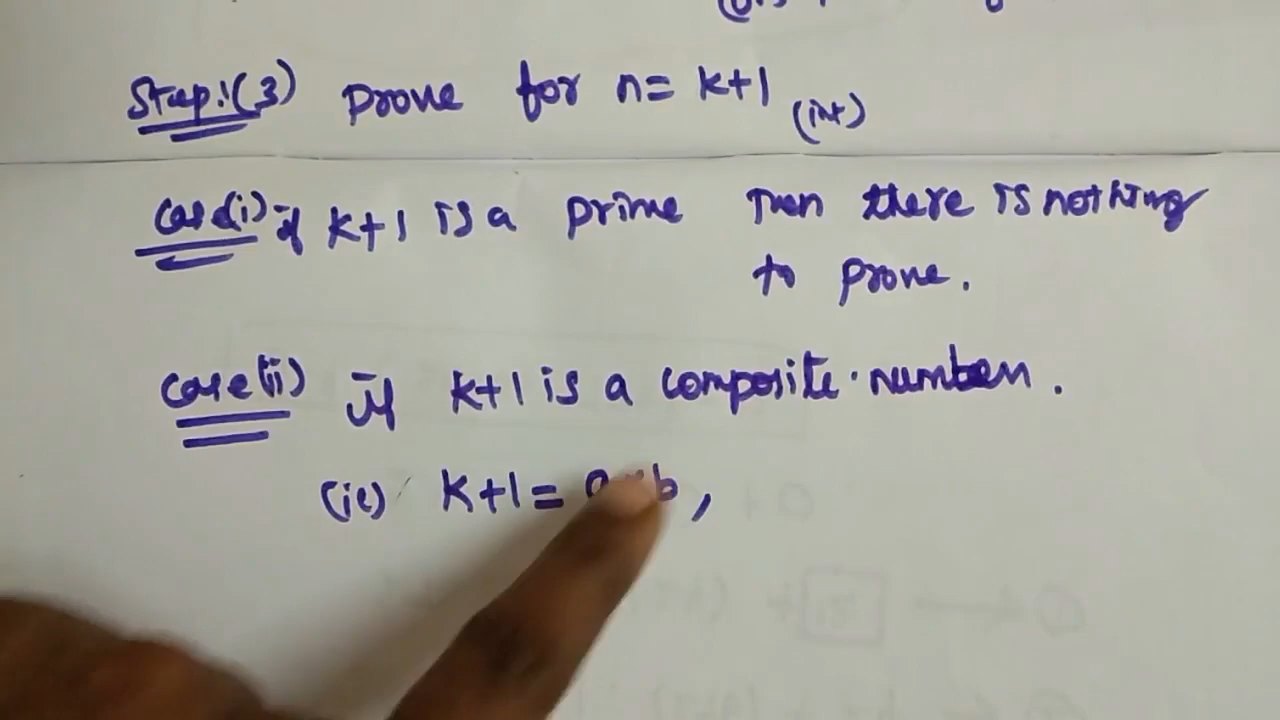 Step:(3) prove for n= k+1 (int)
case(i) if k+1 is a prime then there is nothing
to prove.
case(ii) if k+1 is a composite number.
(ie) k+1 = a×b,